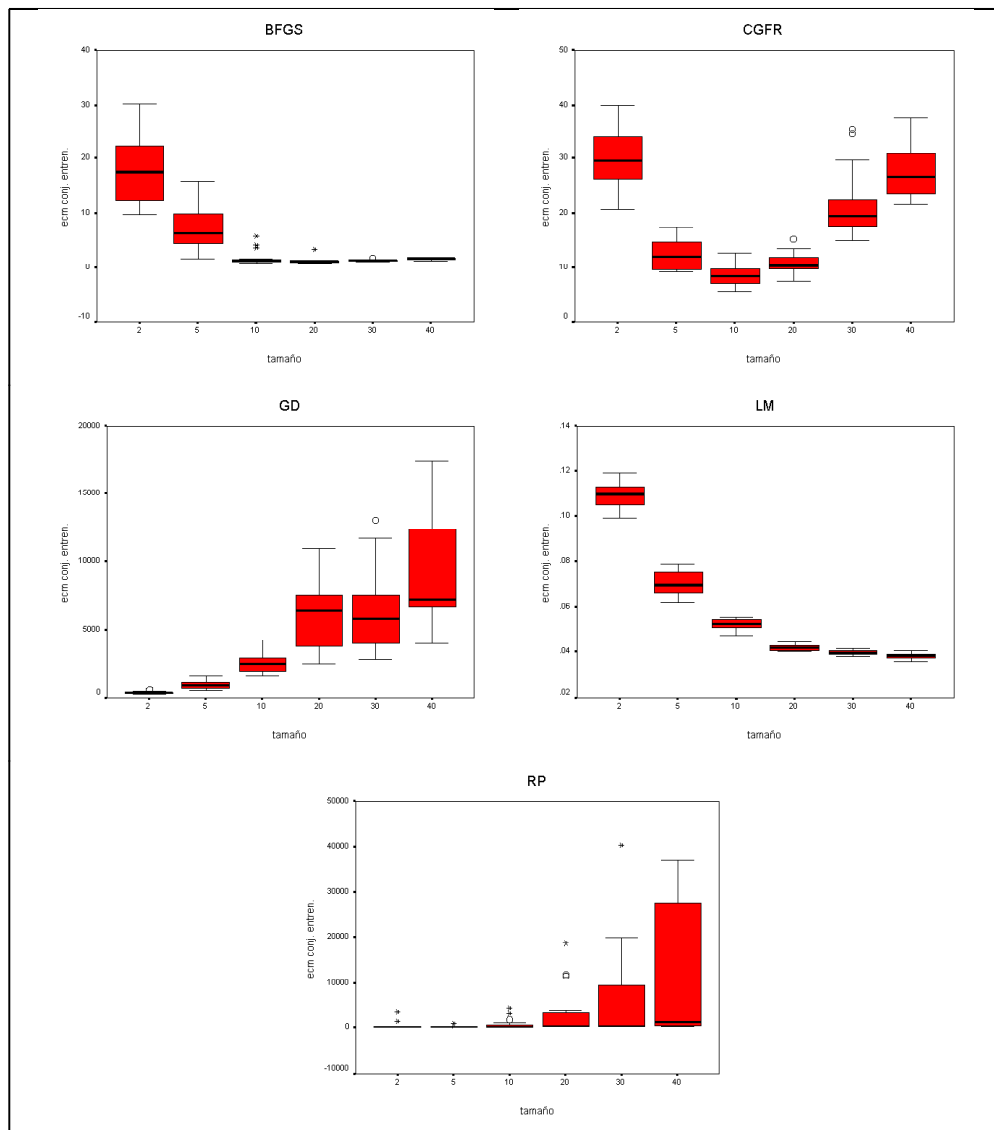 BFGS
40
30
20
10
0
-10
ecm conj. entren.
2 5 10 20 30 40
tamaño
CGFR
50
40
30
20
10
0
ecm conj. entren.
2 5 10 20 30 40
tamaño
GD
20000
15000
10000
5000
0
ecm conj. entren.
2 5 10 20 30 40
tamaño
LM
.14
.12
.10
.08
.06
.04
.02
ecm conj. entren.
2 5 10 20 30 40
tamaño
RP
50000
40000
30000
20000
10000
0
-10000
ecm conj. entren.
2 5 10 20 30 40
tamaño